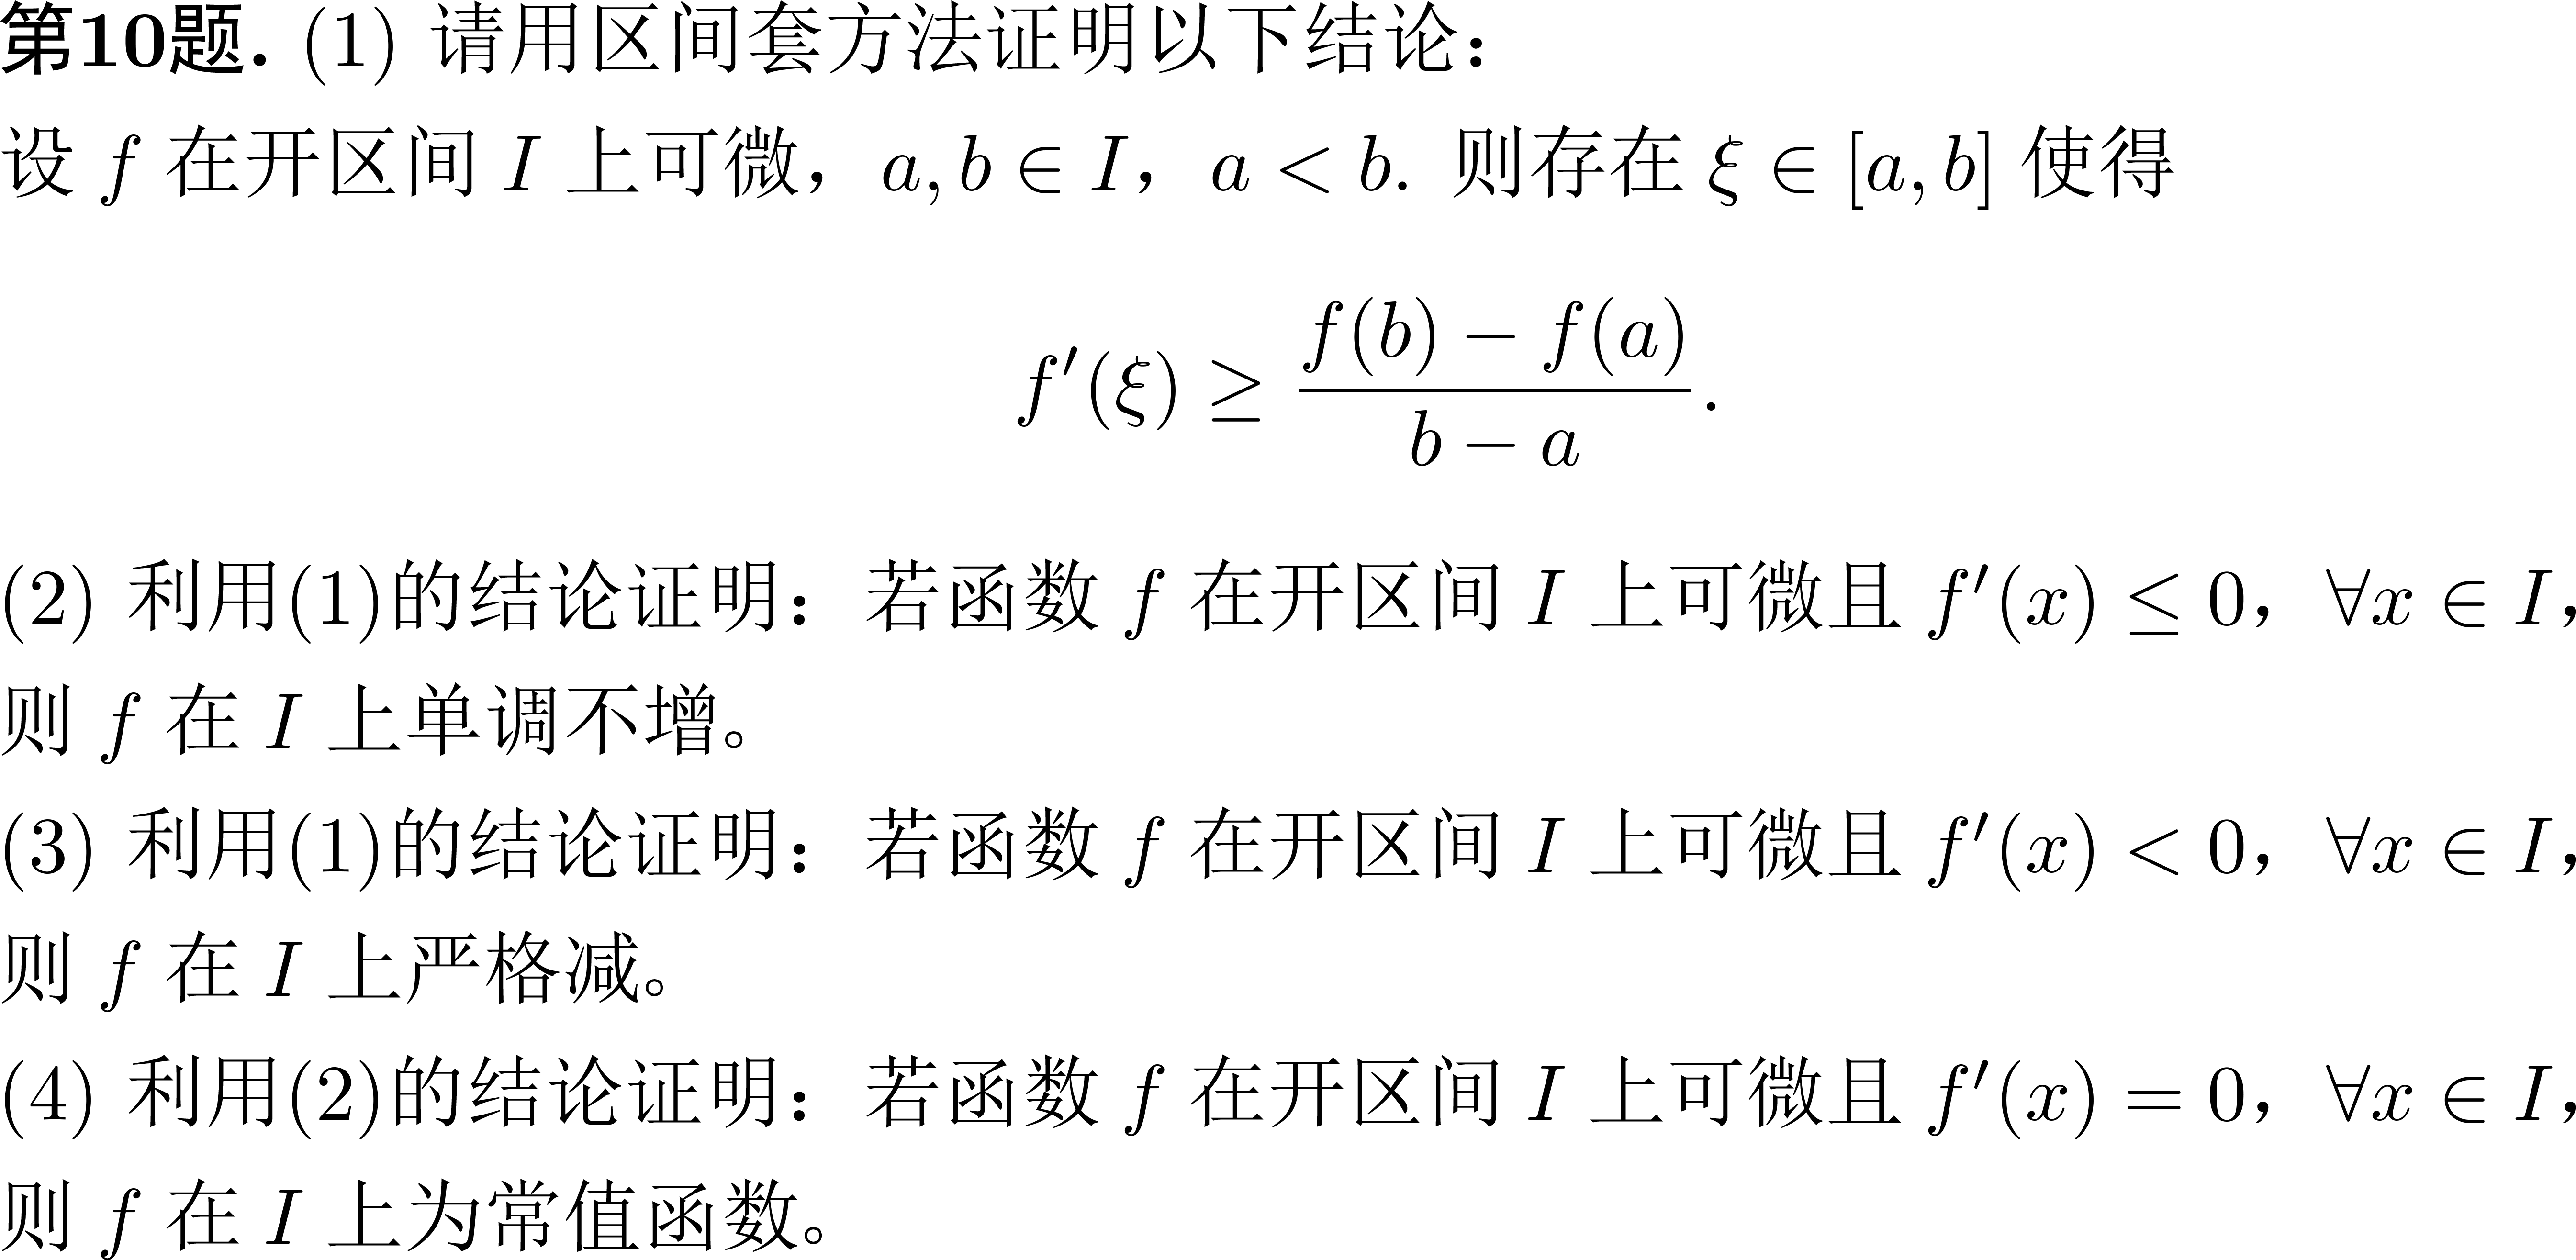 第10题. (1) 请用区间套方法证明以下结论：
设 f 在开区间 I 上可微，a, b ∈ I，a < b. 则存在 ξ ∈ [a, b] 使得
f′(ξ) ≥ \frac{f(b) − f(a)}{b − a}.
(2) 利用(1)的结论证明：若函数 f 在开区间 I 上可微且 f′(x) ≤ 0，∀x ∈ I，
则 f 在 I 上单调不增。
(3) 利用(1)的结论证明：若函数 f 在开区间 I 上可微且 f′(x) < 0，∀x ∈ I，
则 f 在 I 上严格减。
(4) 利用(2)的结论证明：若函数 f 在开区间 I 上可微且 f′(x) = 0，∀x ∈ I，
则 f 在 I 上为常值函数。